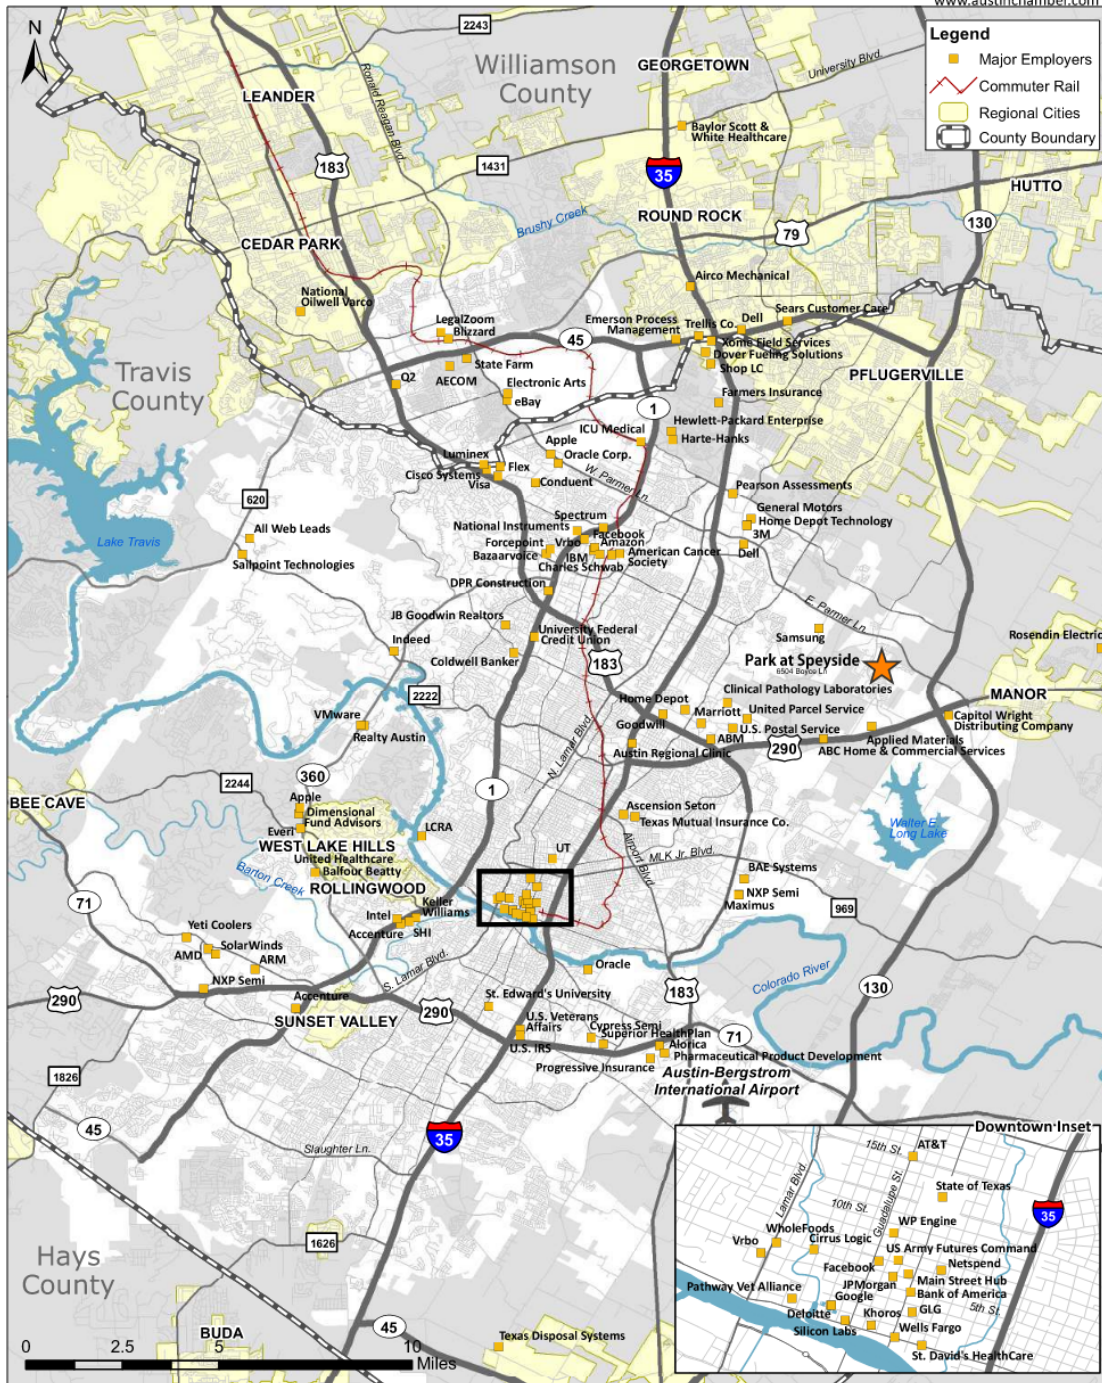 www.austinchamber.com
N
Legend
Major Employers
Commuter Rail
Regional Cities
County Boundary
2243
Williamson
County
GEORGETOWN
University Blvd.
LEANDER
Ronald Reagan Blvd.
Baylor Scott &
White Healthcare
183
1431
35
HUTTO
ROUND ROCK
130
Brushy Creek
79
CEDAR PARK
Airco Mechanical
National
Oilwell Varco
Sears Customer Care
LegalZoom
Blizzard
45
Emerson Process
Management
Trellis Co.
Dell
Xome Field Services
Dover Fueling Solutions
Shop LC
State Farm
AECOM
Travis
County
Q2
Electronic Arts
eBay
PFLUGERVILLE
Farmers Insurance
1
Hewlett-Packard Enterprise
Harte-Hanks
ICU Medical
Apple
Oracle Corp.
Luminex
Flex
Cisco Systems
Visa
Conduent
W. Parmer Ln.
Pearson Assessments
620
General Motors
Home Depot Technology
3M
Dell
All Web Leads
Lake Travis
Sailpoint Technologies
Spectrum
National Instruments
Facebook
Forcepoint
Vrbo
Amazon
Bazaarvoice
IBM
American Cancer
Society
Charles Schwab
DPR Construction
E. Parmer Ln.
JB Goodwin Realtors
University Federal
Credit Union
Samsung
Rosendin Electric
Indeed
Coldwell Banker
183
Park at Speyside
6504 Boyce Ln
2222
Clinical Pathology Laboratories
MANOR
Home Depot
Marriott
United Parcel Service
Capitol Wright
Distributing Company
VMware
Realty Austin
Goodwill
U.S. Postal Service
ABM
290
Applied Materials
ABC Home & Commercial Services
Austin Regional Clinic
N. Lamar Blvd.
360
2244
1
BEE CAVE
Apple
Dimensional
Fund Advisors
Everi
LCRA
Ascension Seton
Texas Mutual Insurance Co.
Walter E.
Long Lake
Airport Blvd.
WEST LAKE HILLS
UT
MLK Jr. Blvd.
United Healthcare
Balfour Beatty
Barton Creek
ROLLINGWOOD
BAE Systems
NXP Semi
Maximus
71
Keller
Williams
Intel
Accenture
SHI
969
Yeti Coolers
SolarWinds
AMD
ARM
NXP Semi
S. Lamar Blvd.
Oracle
Colorado River
290
Accenture
SUNSET VALLEY
290
St. Edward's University
183
130
U.S. Veterans
Affairs
U.S. IRS
Cypress Semi
Superior HealthPlan
Alorica
71
Pharmaceutical Product Development
Progressive Insurance
Austin-Bergstrom
International Airport
1826
45
35
Slaughter Ln.
Downtown Inset
15th St.
AT&T
Lamar Blvd.
Guadalupe St.
State of Texas
10th St.
35
WP Engine
WholeFoods
Vrbo
Cirrus Logic
US Army Futures Command
Facebook
Netspend
JPMorgan
Main Street Hub
Pathway Vet Alliance
Google
Bank of America
Deloitte
Khoros
GLG
5th St.
Silicon Labs
Wells Fargo
St. David's HealthCare
1626
Hays
County
BUDA
45
Texas Disposal Systems
0
2.5
5
10
Miles